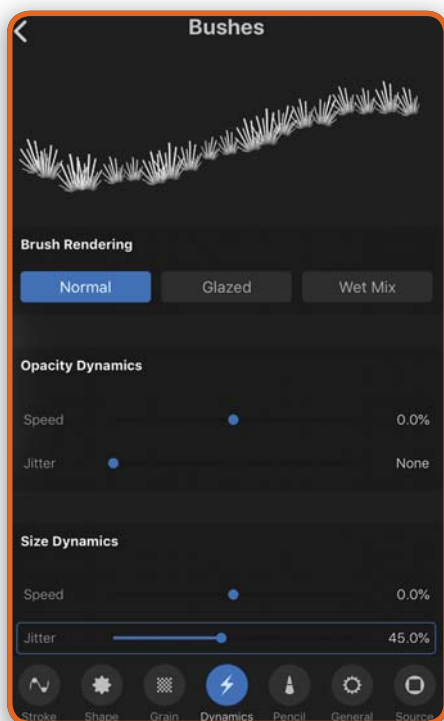 Bushes
Brush Rendering
Normal Glazed Wet Mix
Opacity Dynamics
Speed 0.0%
Jitter None
Size Dynamics
Speed 0.0%
Jitter 45.0%
Stroke Shape Grain Dynamics Pencil General Source